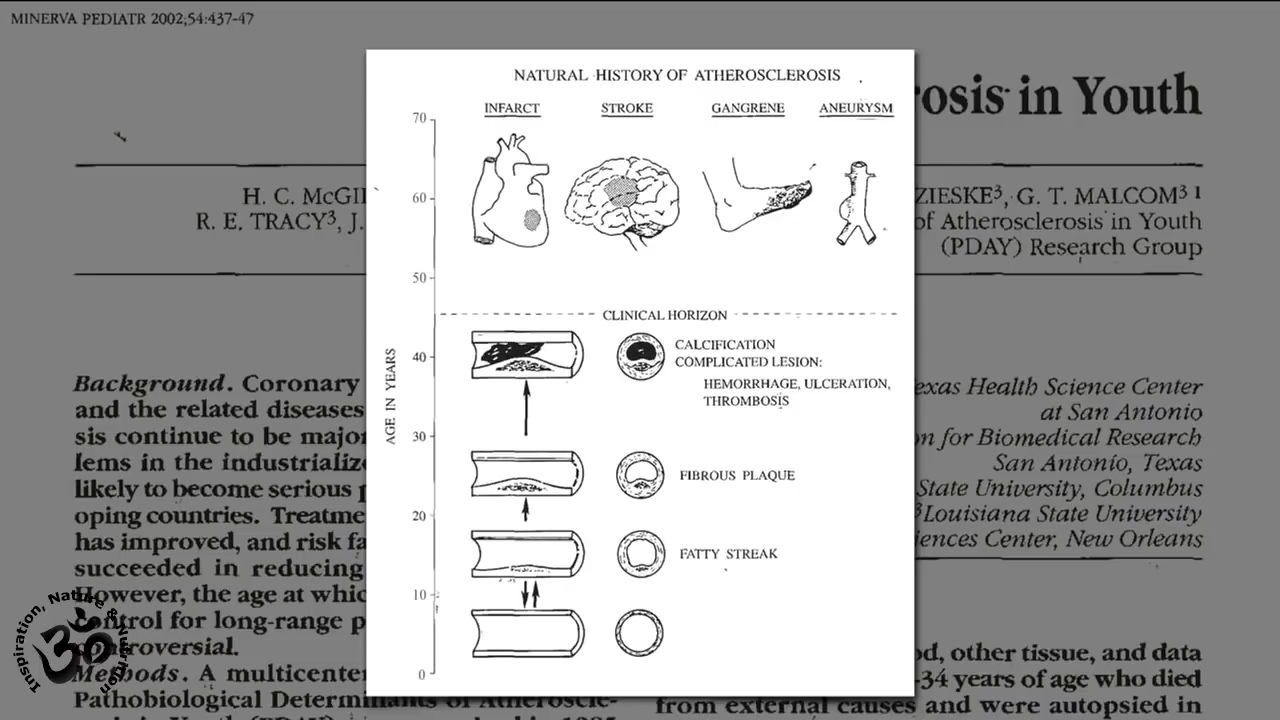 MINERVA PEDIATR 2002;54:437-47
rosis in Youth
H. C. McGI
ZIESKE³, G. T. MALCOM³ ¹
R. E. TRACY³, J.
of Atherosclerosis in Youth
(PDAY) Research Group
NATURAL HISTORY OF ATHEROSCLEROSIS
INFARCT STROKE GANGRENE ANEURYSM
70
60
50
CLINICAL HORIZON
CALCIFICATION
40
COMPLICATED LESION:
HEMORRHAGE, ULCERATION,
THROMBOSIS
AGE IN YEARS
30
FIBROUS PLAQUE
20
FATTY STREAK
10
0
Background. Coronary
and the related diseases
sis continue to be major
lems in the industrialize
likely to become serious p
oping countries. Treatme
has improved, and risk fa
succeeded in reducing
However, the age at whic
control for long-range p
controversial.
Methods. A multicenter
Pathobiological Determinants of Atheroscle-
exas Health Science Center
at San Antonio
n for Biomedical Research
San Antonio, Texas
State University, Columbus
³Louisiana State University
iences Center, New Orleans
od, other tissue, and data
-34 years of age who died
from external causes and were autopsied in
Inspiration, Nature & Nutrition
ॐ